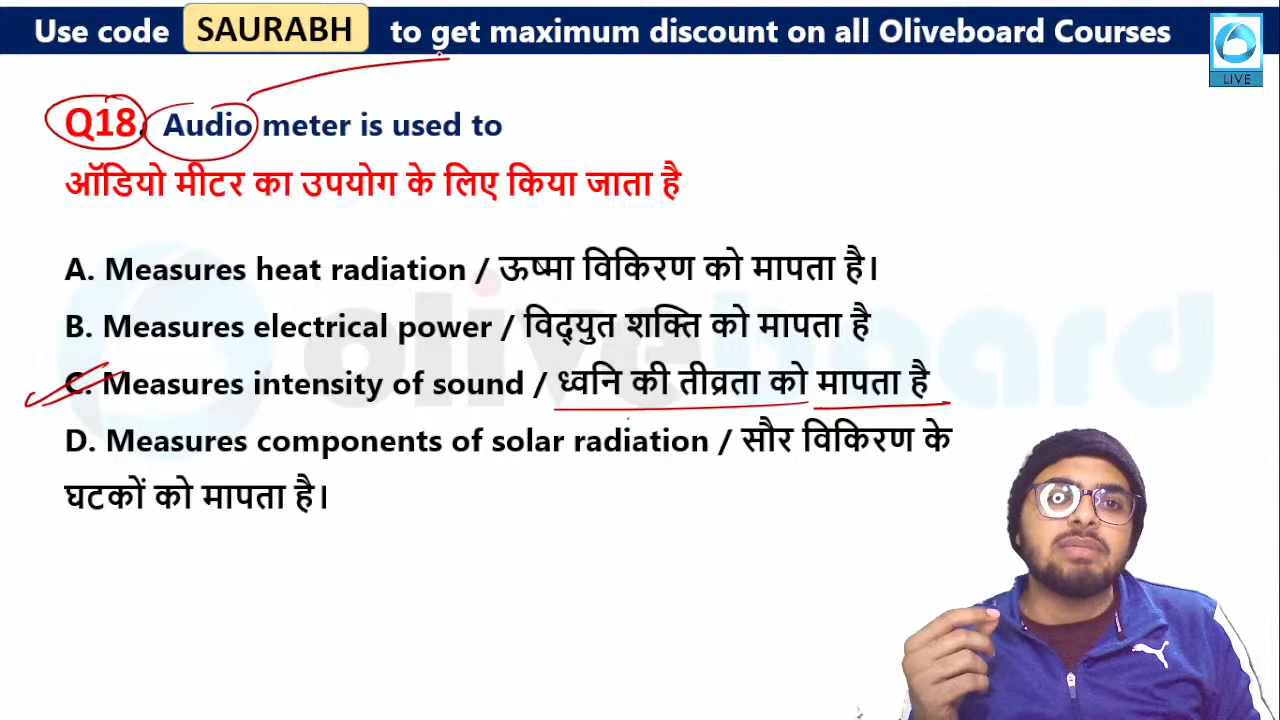 Use code SAURABH to get maximum discount on all Oliveboard Courses
LIVE
Q18. Audio meter is used to
ऑडियो मीटर का उपयोग के लिए किया जाता है
A. Measures heat radiation / ऊष्मा विकिरण को मापता है।
B. Measures electrical power / विद्युत शक्ति को मापता है
C. Measures intensity of sound / ध्वनि की तीव्रता को मापता है
D. Measures components of solar radiation / सौर विकिरण के
घटकों को मापता है।
oliveboard